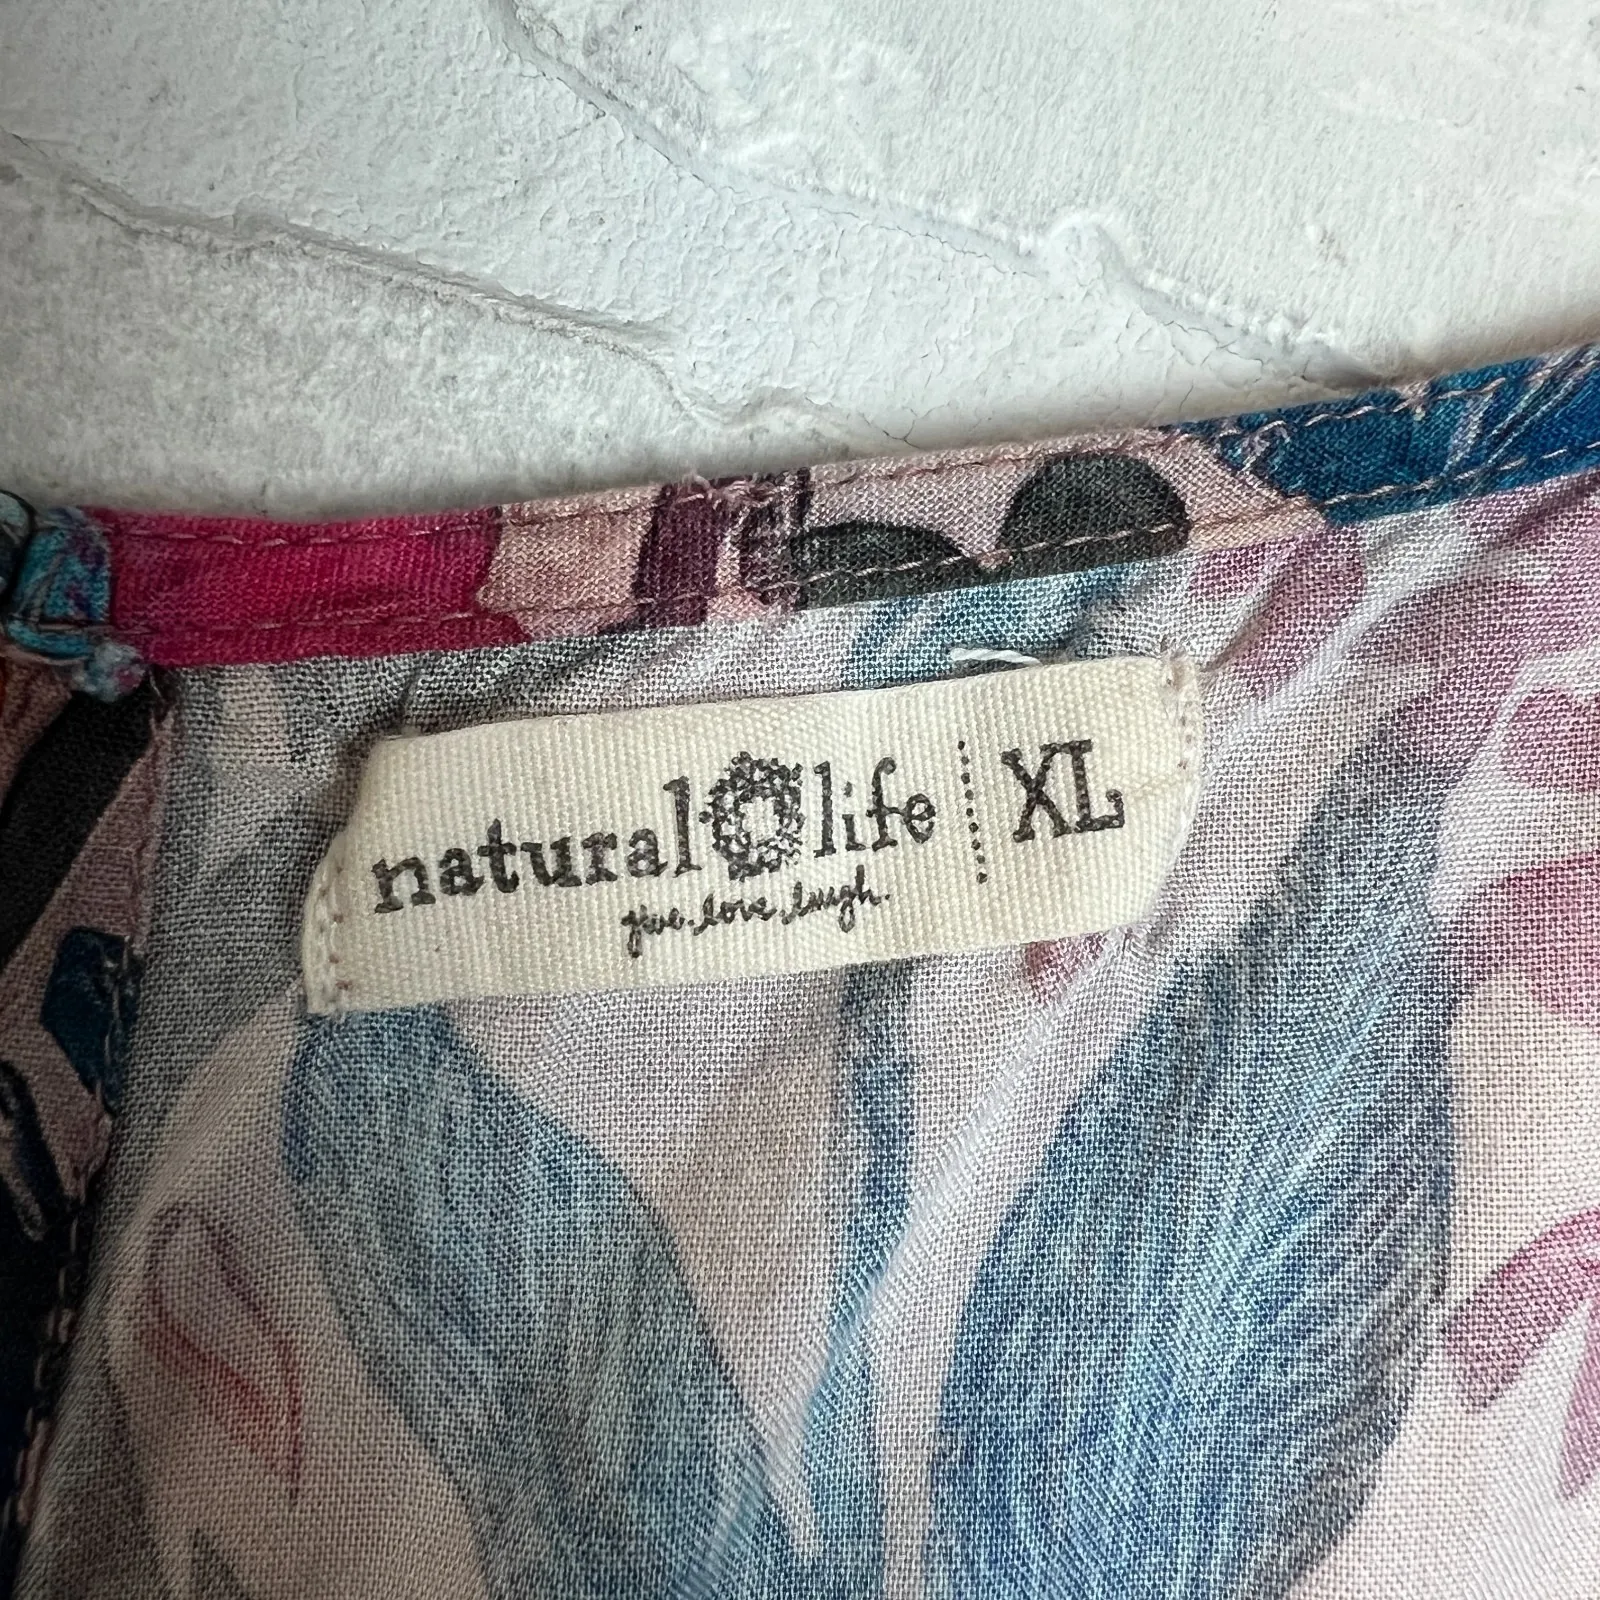 natural life XL
give. love. laugh.